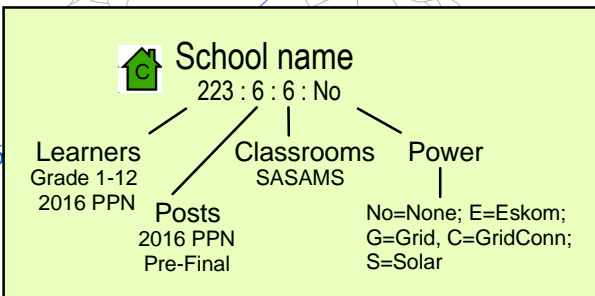 C School name
223 : 6 : 6 : No
Learners
Grade 1-12
2016 PPN
Posts
2016 PPN
Pre-Final
Classrooms
SASAMS
Power
No=None; E=Eskom;
G=Grid, C=GridConn;
S=Solar